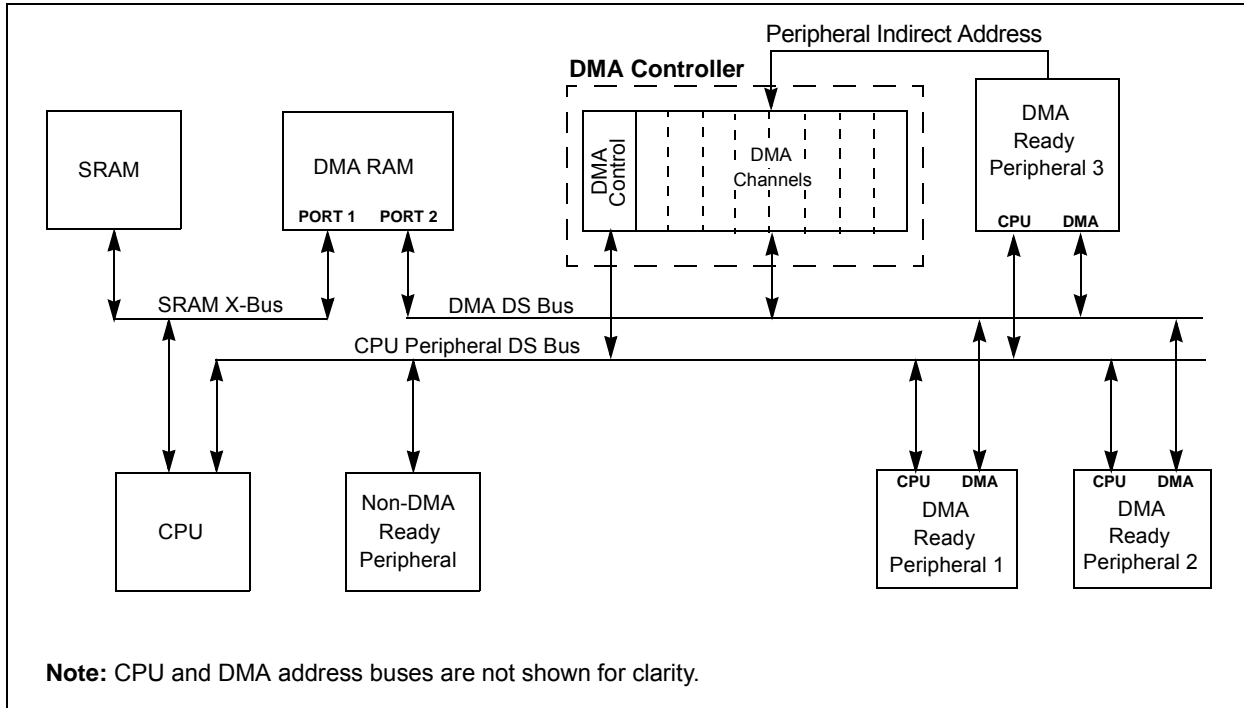 Peripheral Indirect Address
DMA Controller
SRAM
DMA RAM
PORT 1 PORT 2
DMA Control
DMA
Channels
DMA
Ready
Peripheral 3
CPU DMA
SRAM X-Bus
DMA DS Bus
CPU Peripheral DS Bus
CPU
Non-DMA
Ready
Peripheral
CPU DMA
DMA
Ready
Peripheral 1
CPU DMA
DMA
Ready
Peripheral 2
Note: CPU and DMA address buses are not shown for clarity.